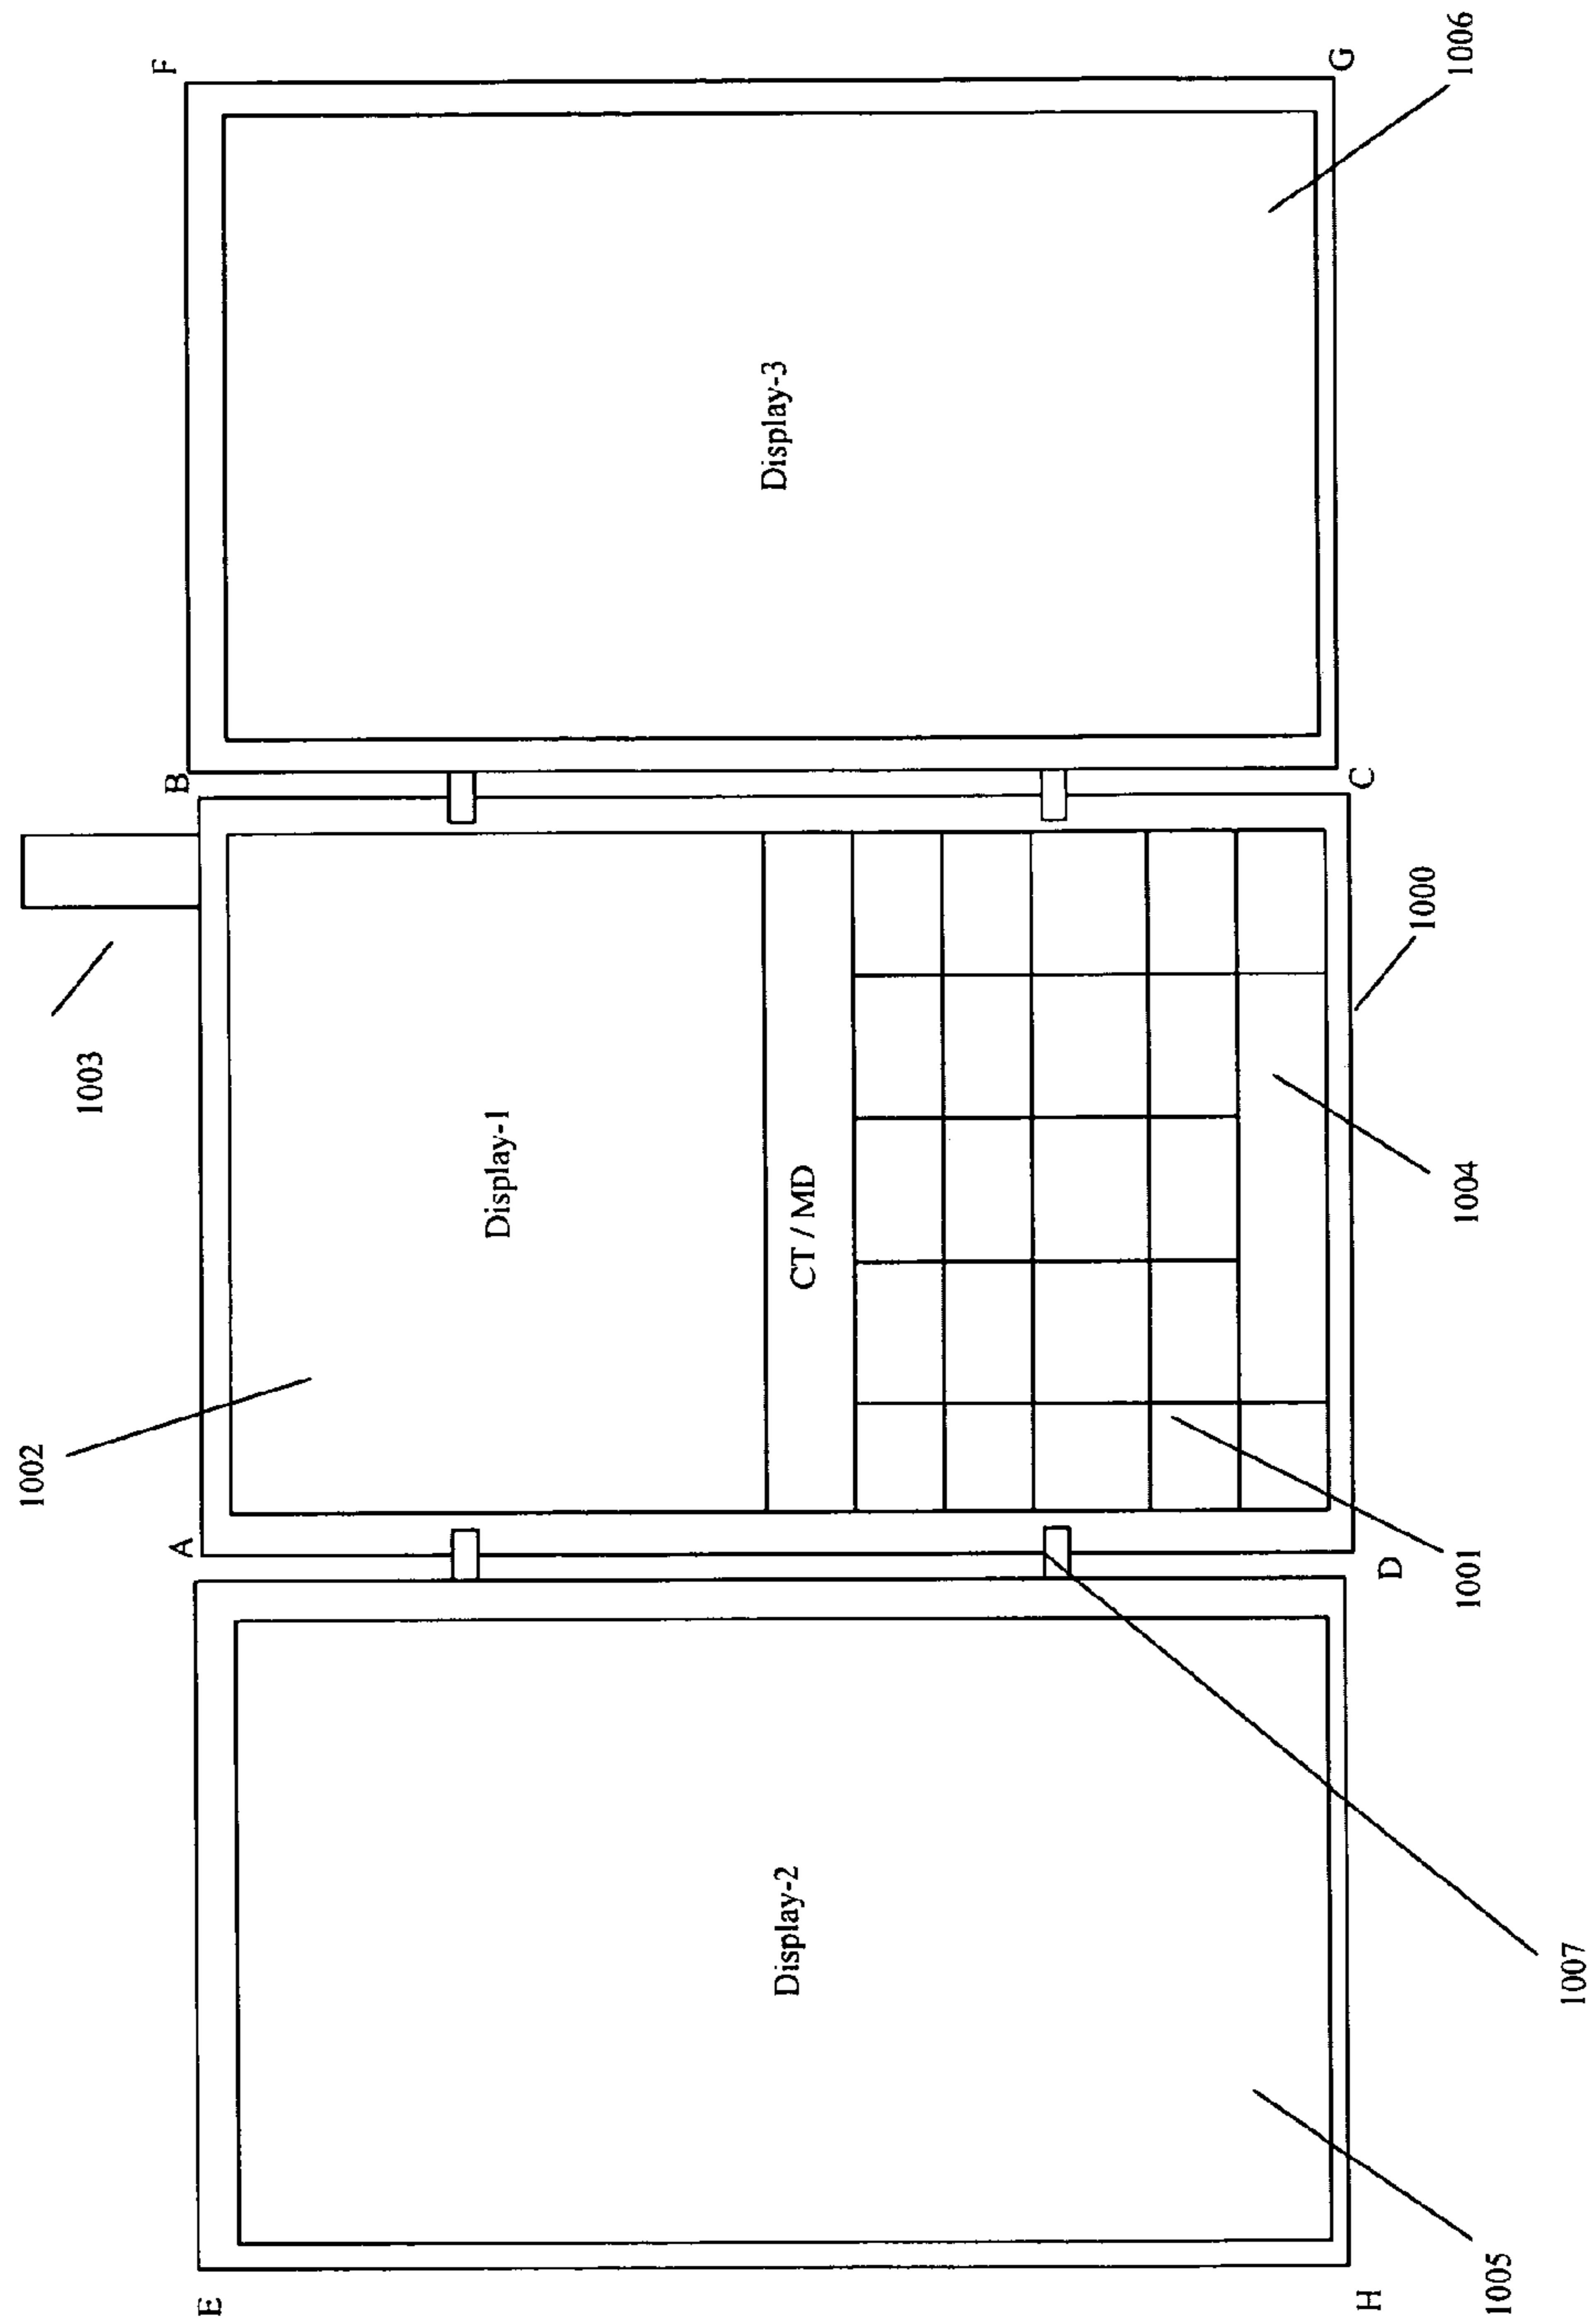 1002
1003
E
A
B
F
Display-1
Display-2
CT / MD
Display-3
H
D
C
G
1005
1007
1001
1004
1000
1006